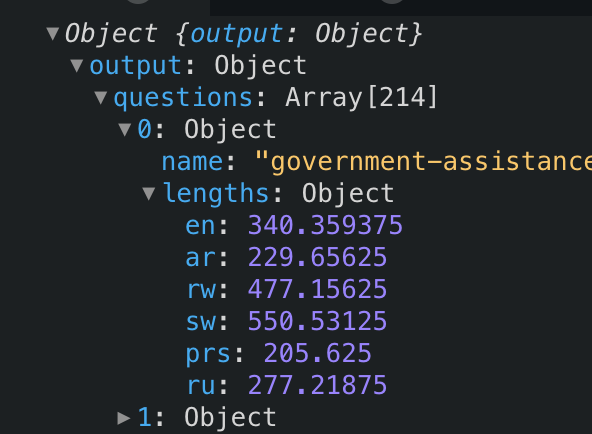 Object {output: Object}
output: Object
questions: Array[214]
0: Object
name: "government-assistance
lengths: Object
en: 340.359375
ar: 229.65625
rw: 477.15625
sw: 550.53125
prs: 205.625
ru: 277.21875
1: Object